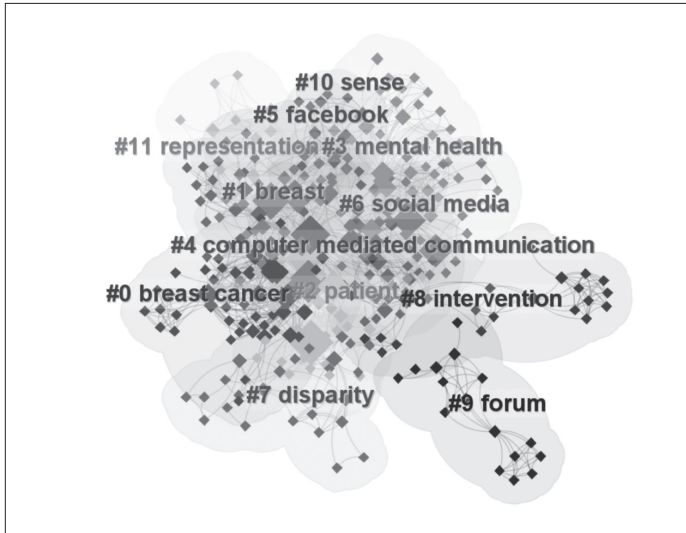 #10 sense
#5 facebook
#11 representation
#3 mental health
#1 breast
#6 social media
#4 computer mediated communication
#0 breast cancer
#2 patient
#8 intervention
#7 disparity
#9 forum